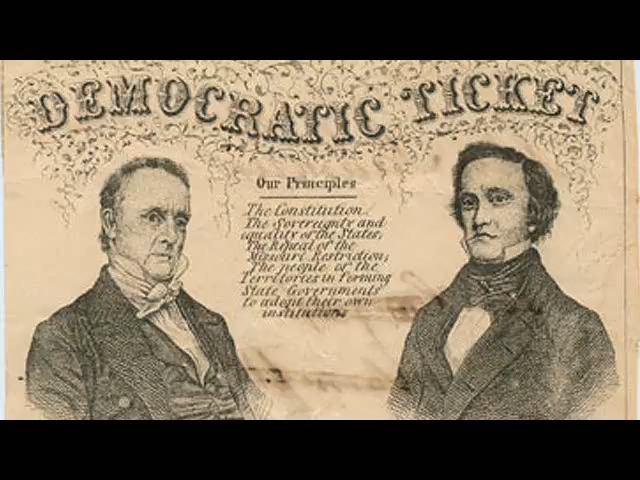 DEMOCRATIC TICKET
Our Principles
The Constitution.
The Sovereignty and
equality of the States;
The Repeal of the
Missouri Restriction;
The people of the
Territories in forming
State Governments
to adopt their own
institutions